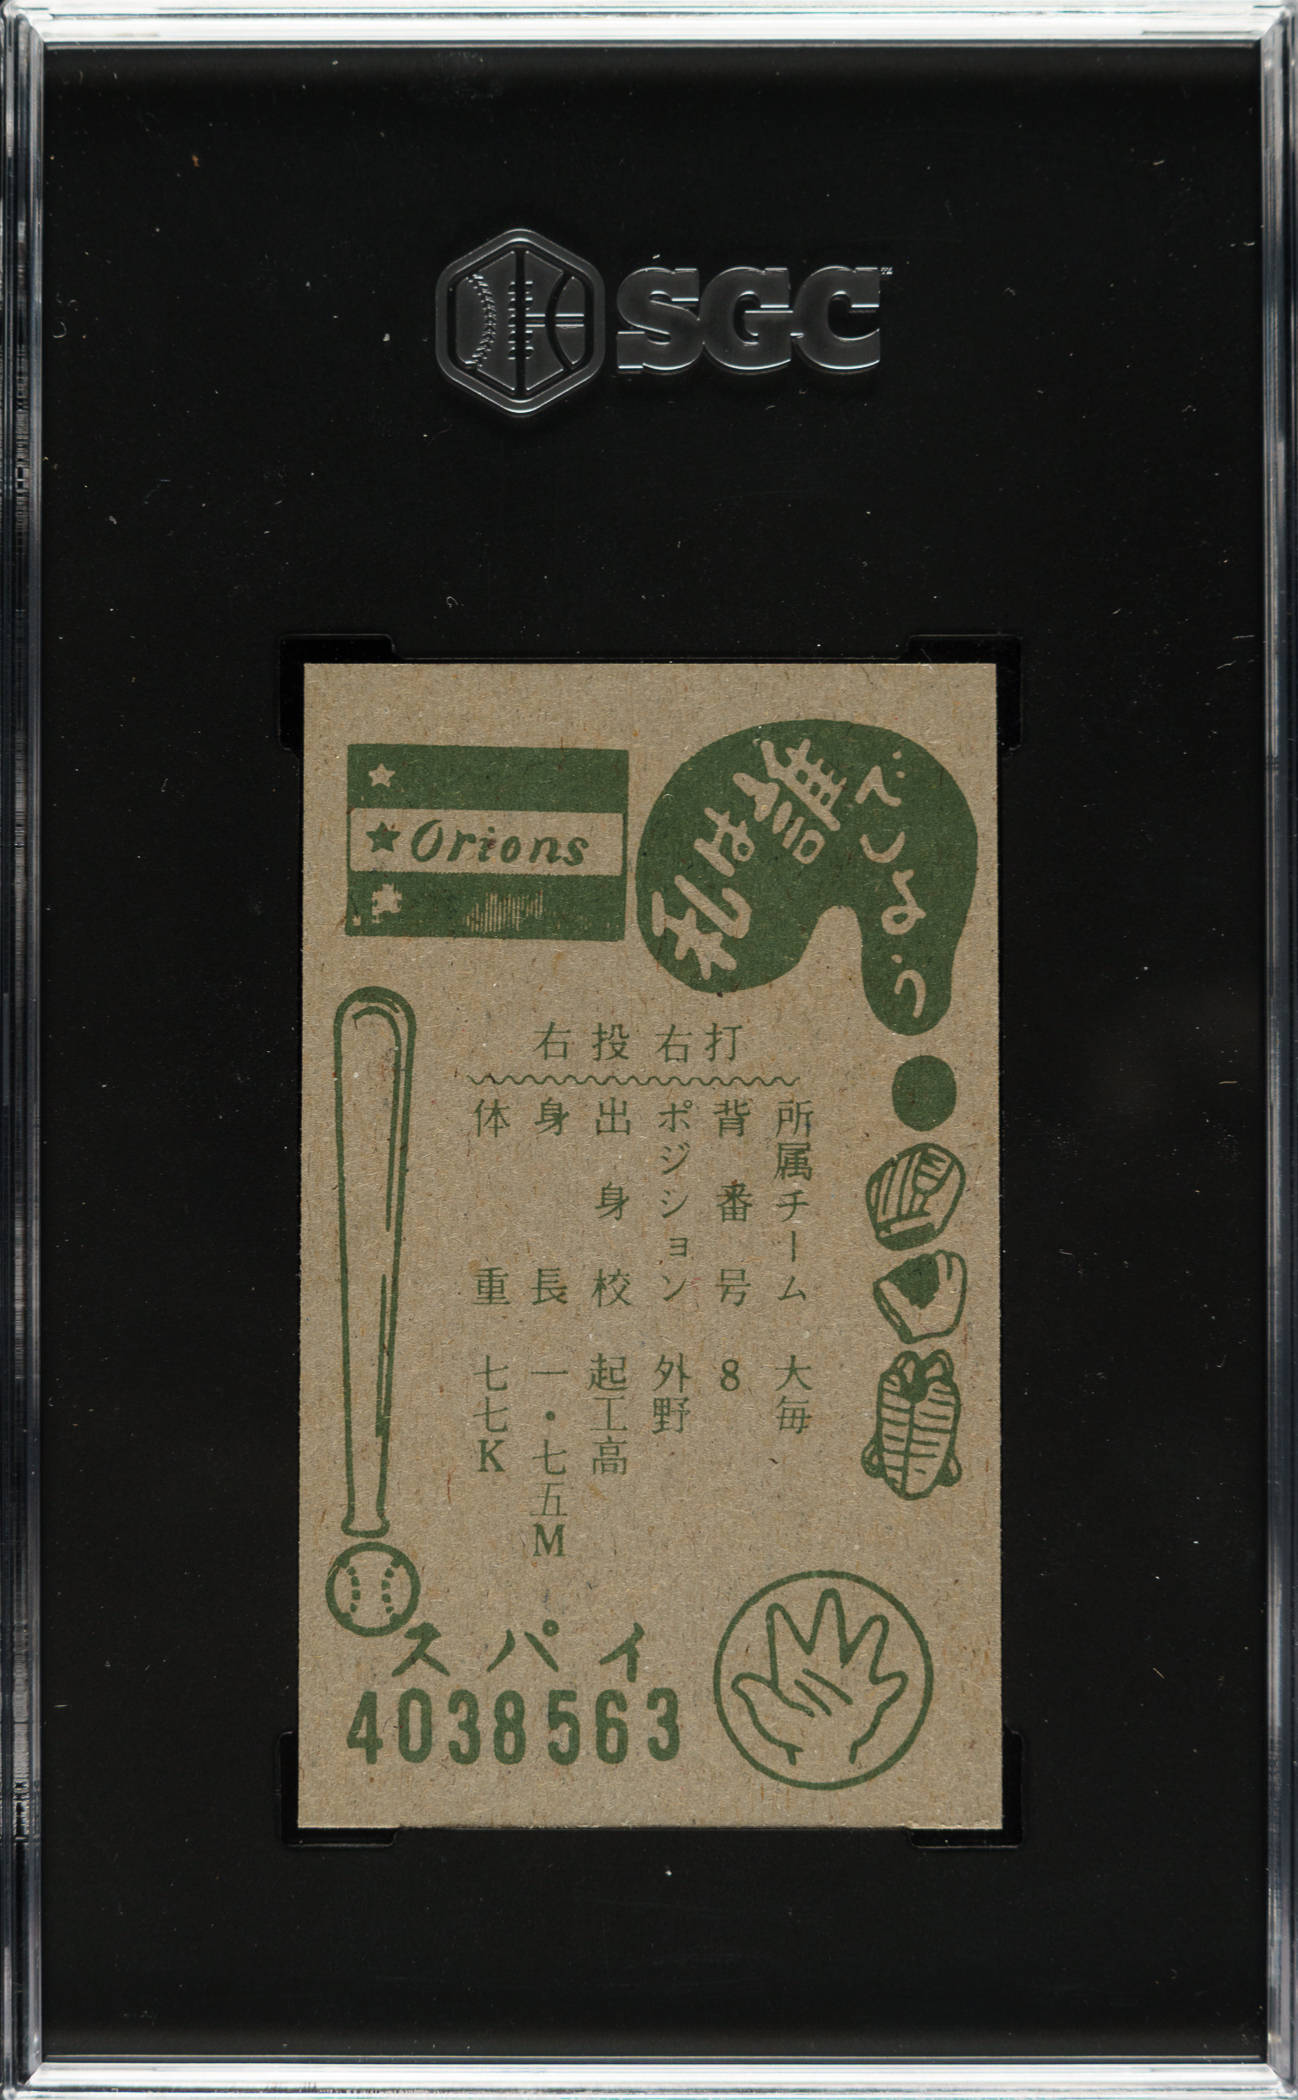 SGC
Orions
私は誰でしょう
右投右打
所属チーム 大毎
背番号 8
ポジション 外野
出身校 起工高
身長 一・七五M
体重 七七K
スパイ
4038563